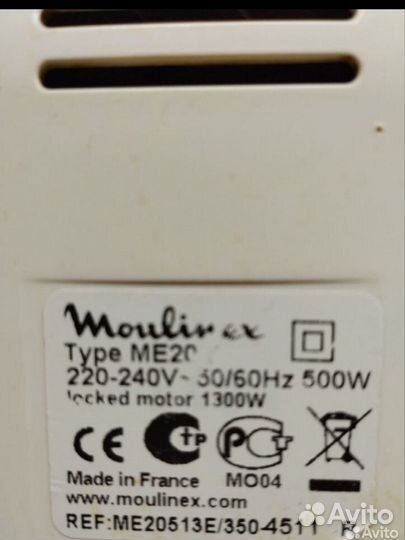 Moulinex
Type ME20
220-240V~ 50/60Hz 500W
locked motor 1300W
CE
Made in France MO04
www.moulinex.com
REF:ME20513E/350-4511 R
Avito
Avito